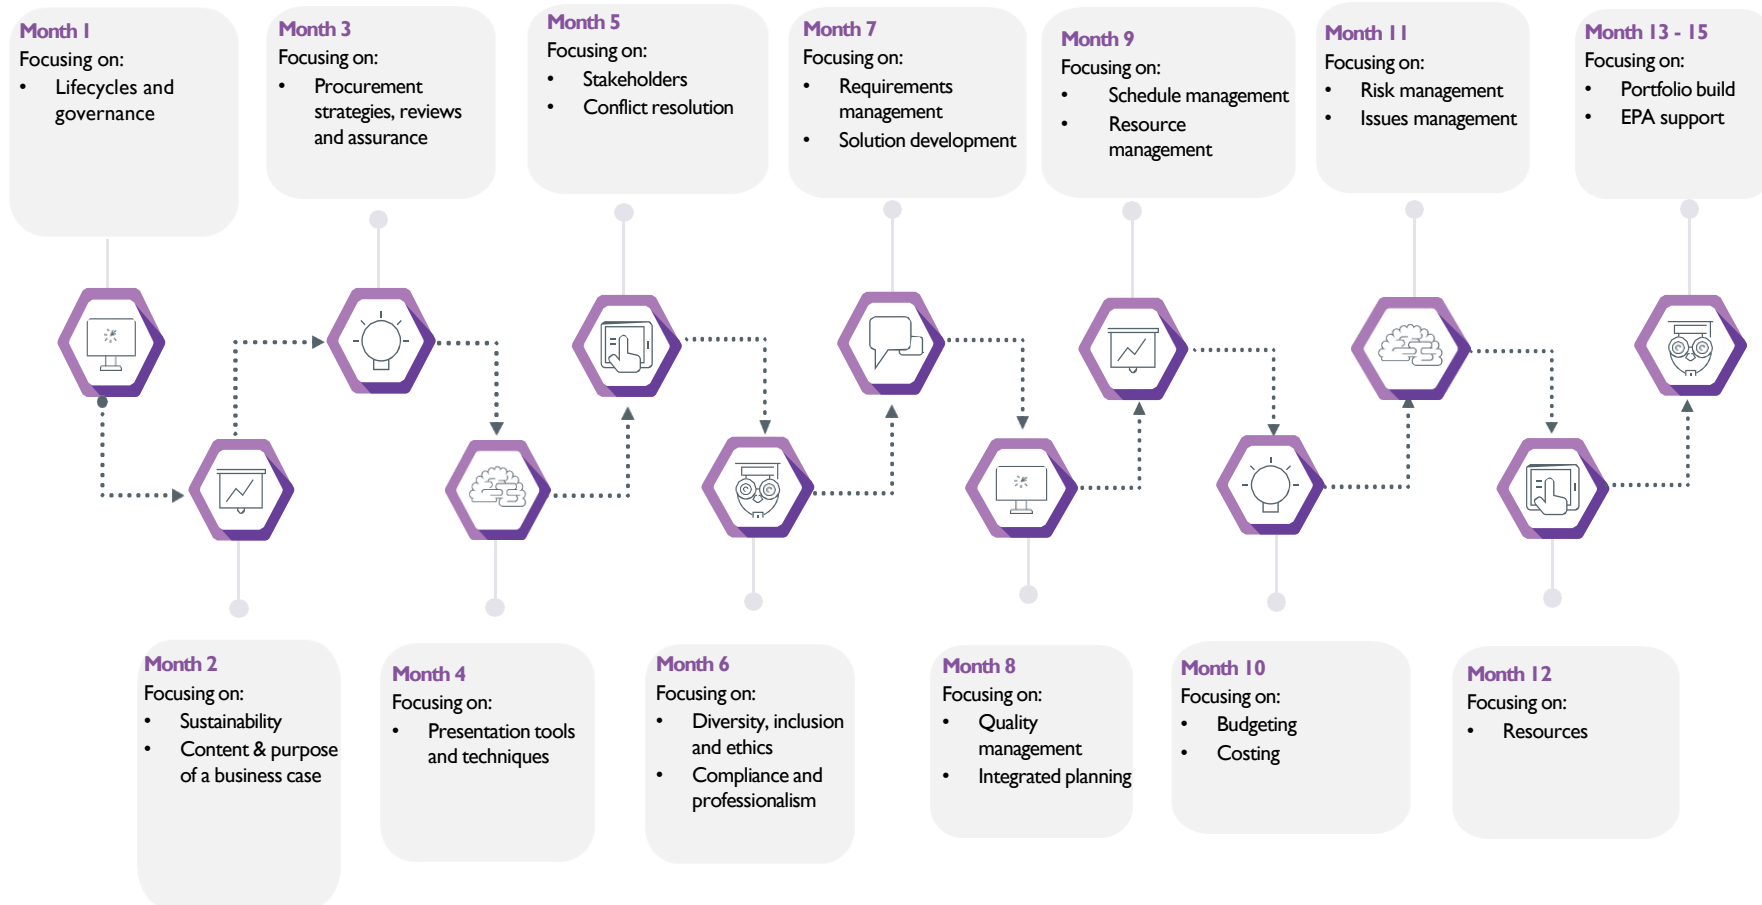 Month 1
Focusing on:
• Lifecycles and
governance
Month 3
Focusing on:
• Procurement
strategies, reviews
and assurance
Month 5
Focusing on:
• Stakeholders
• Conflict resolution
Month 7
Focusing on:
• Requirements
management
• Solution development
Month 9
Focusing on:
• Schedule management
• Resource
management
Month 11
Focusing on:
• Risk management
• Issues management
Month 13 - 15
Focusing on:
• Portfolio build
• EPA support
Month 2
Focusing on:
• Sustainability
• Content & purpose
of a business case
Month 4
Focusing on:
• Presentation tools
and techniques
Month 6
Focusing on:
• Diversity, inclusion
and ethics
• Compliance and
professionalism
Month 8
Focusing on:
• Quality
management
• Integrated planning
Month 10
Focusing on:
• Budgeting
• Costing
Month 12
Focusing on:
• Resources